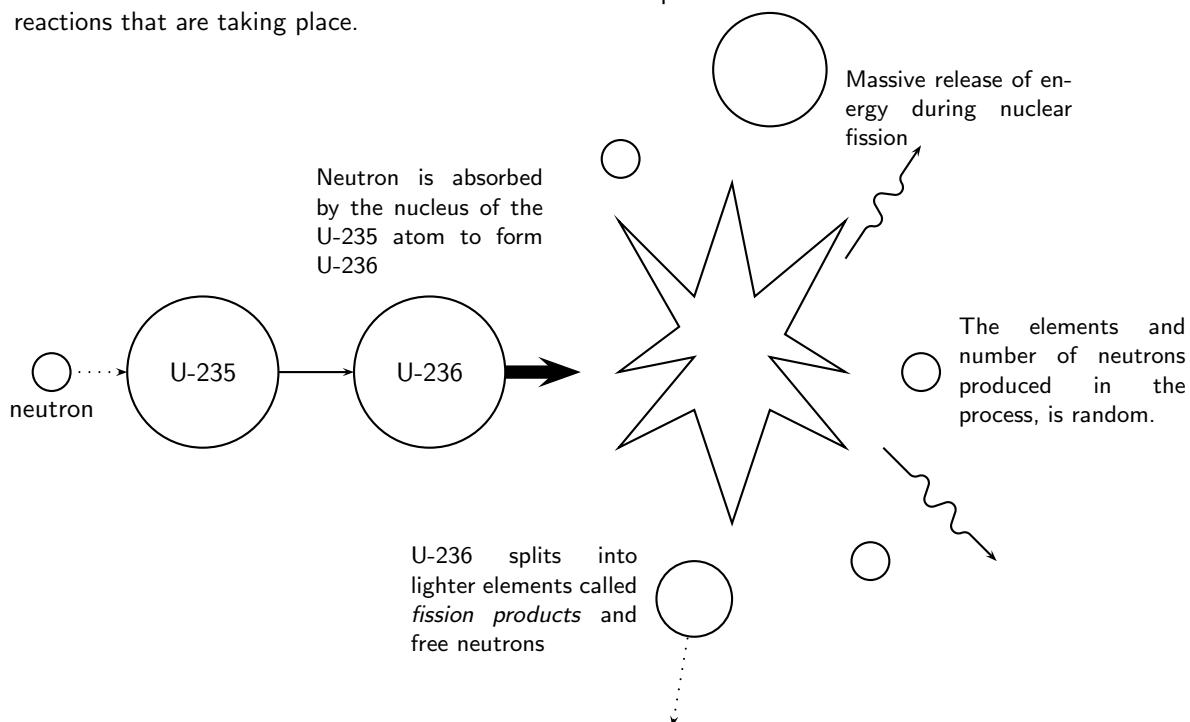 reactions that are taking place.
Massive release of en-
ergy during nuclear
fission
Neutron is absorbed
by the nucleus of the
U-235 atom to form
U-236
U-235
U-236
neutron
The elements and
number of neutrons
produced in the
process, is random.
U-236 splits into
lighter elements called
fission products and
free neutrons